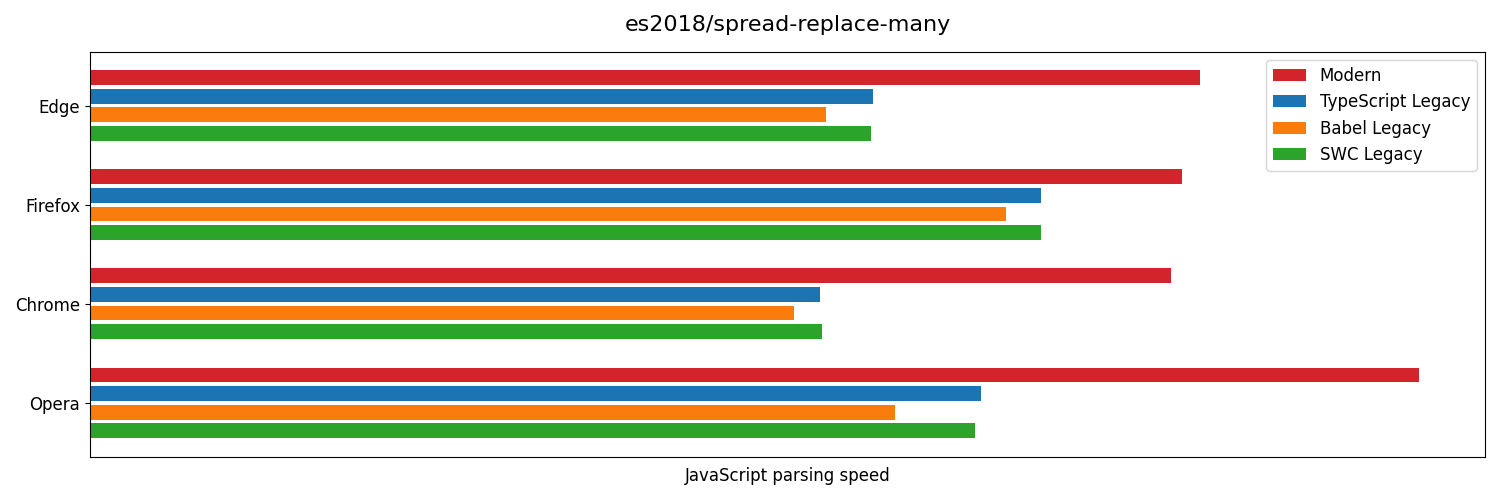 es2018/spread-replace-many
Modern
TypeScript Legacy
Babel Legacy
SWC Legacy
Edge
Firefox
Chrome
Opera
JavaScript parsing speed